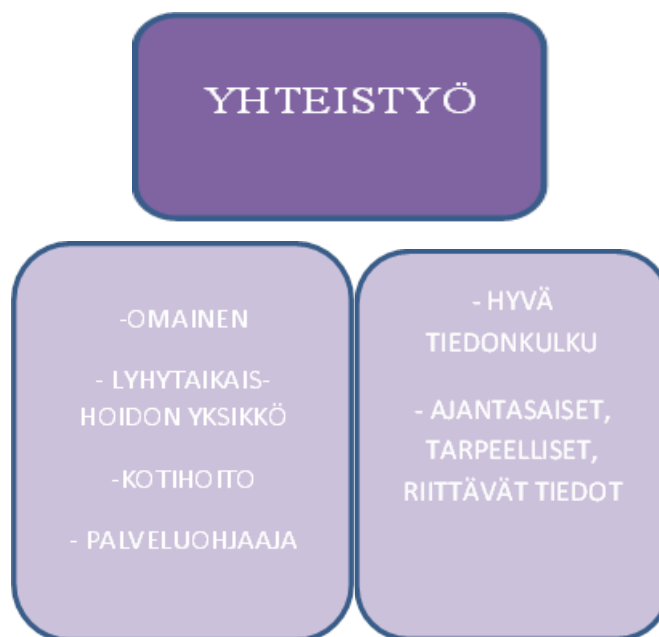 YHTEISTYÖ
-OMAINEN
- LYHYTAIKAIS-
HOIDON YKSIKKÖ
-KOTIHOITO
- PALVELUOHJAAJA
- HYVÄ
TIEDONKULKU
- AJANTASAISET,
TARPEELLISET,
RIITTÄVÄT TIEDOT